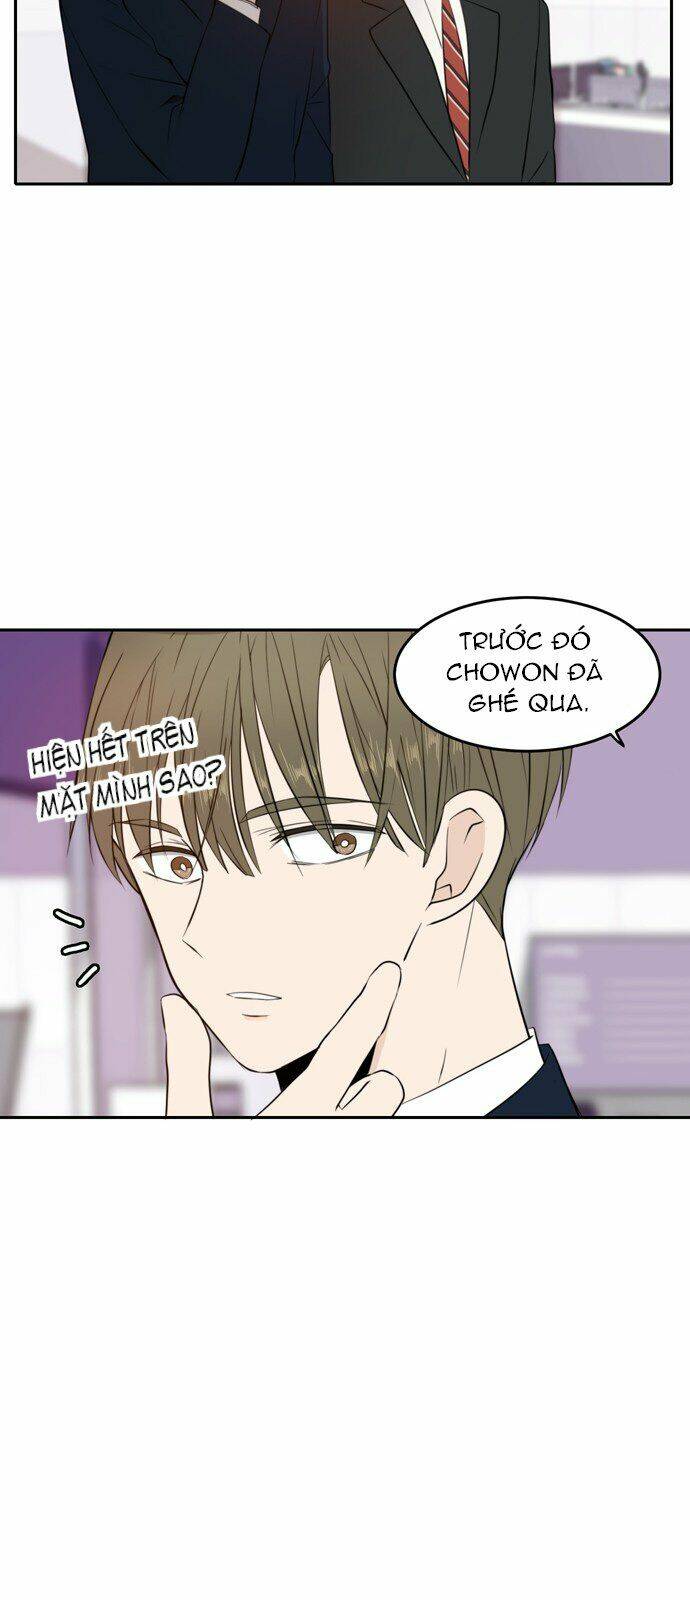 TRƯỚC ĐÓ
CHOWON ĐÃ
GHÉ QUA.
HIỆN HẾT TRÊN
MẶT MÌNH SAO?